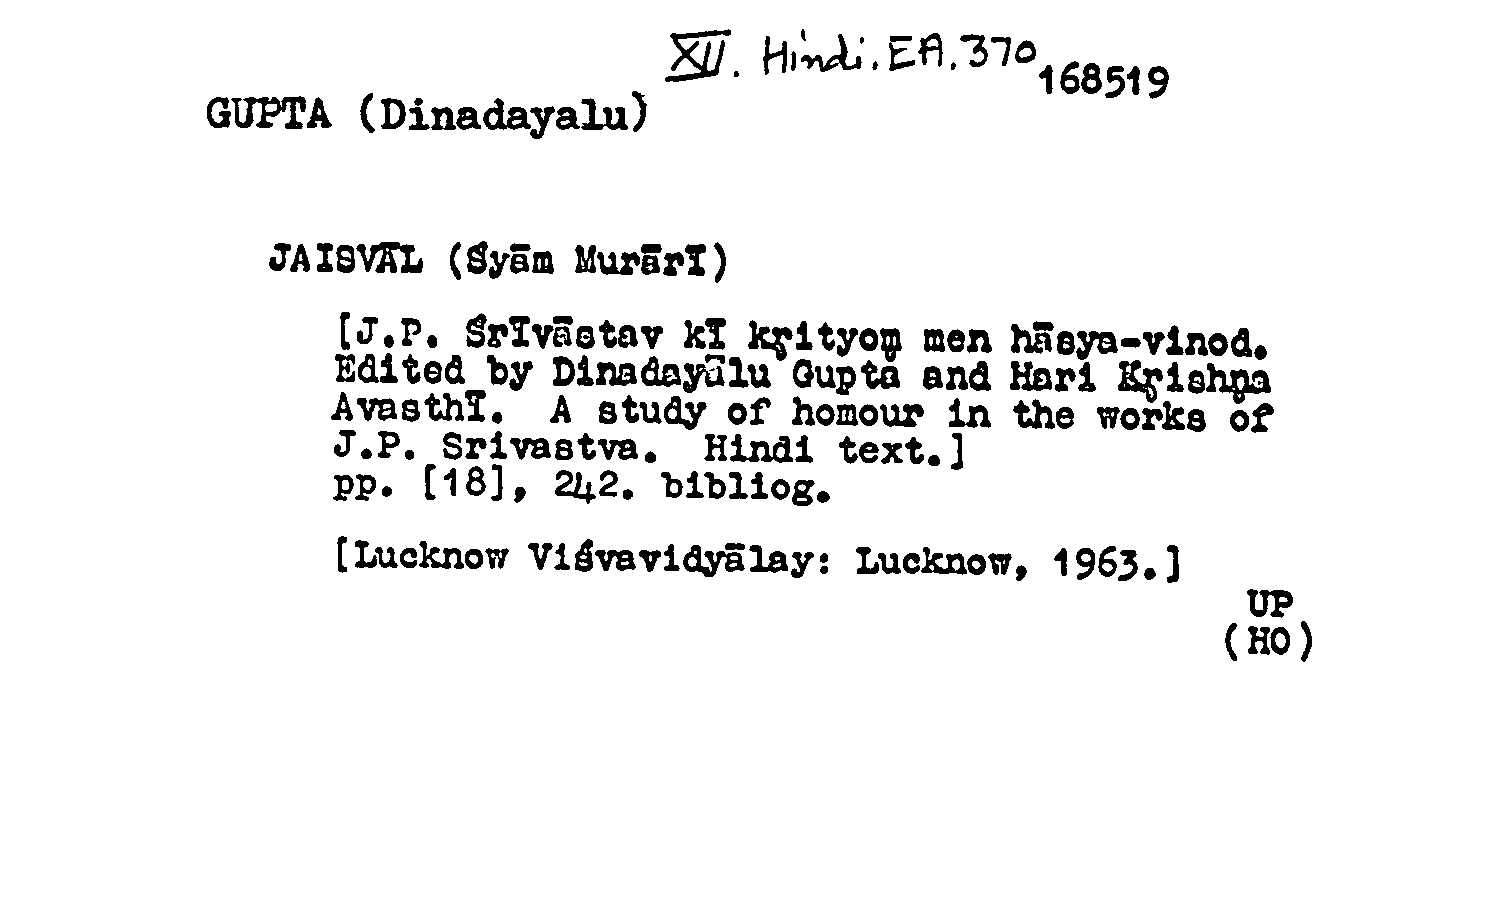 XII. Hindi. EA. 370
168519
GUPTA (Dinadayalu)
JAISVĀL (Śyām Murārī)
[J.P. Śrīvāstav kī kṛityoṃ men hāsya-vinod.
Edited by Dinadayālu Gupta and Hari Kṛishṇa
Avasthī. A study of homour in the works of
J.P. Srivastva. Hindi text.]
pp. [18], 242. bibliog.
[Lucknow Viśvavidyālay: Lucknow, 1963.]
UP
(HO)